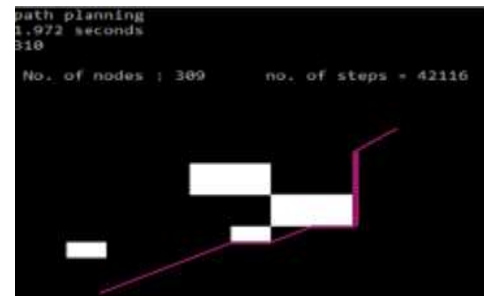 path planning
1.972 seconds
310
No. of nodes : 309 no. of steps = 42116